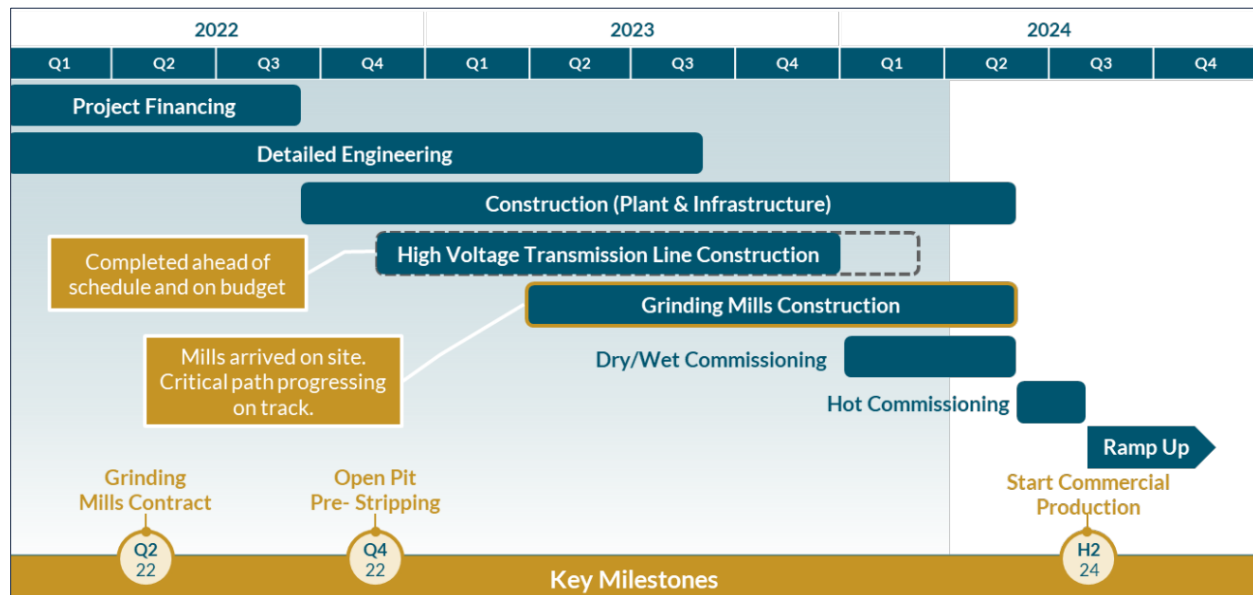 2022
2023
2024
Q1
Q2
Q3
Q4
Q1
Q2
Q3
Q4
Q1
Q2
Q3
Q4
Project Financing
Detailed Engineering
Construction (Plant & Infrastructure)
High Voltage Transmission Line Construction
Completed ahead of
schedule and on budget
Grinding Mills Construction
Mills arrived on site.
Critical path progressing
on track.
Dry/Wet Commissioning
Hot Commissioning
Ramp Up
Grinding
Mills Contract
Open Pit
Pre- Stripping
Start Commercial
Production
Q2
22
Q4
22
H2
24
Key Milestones